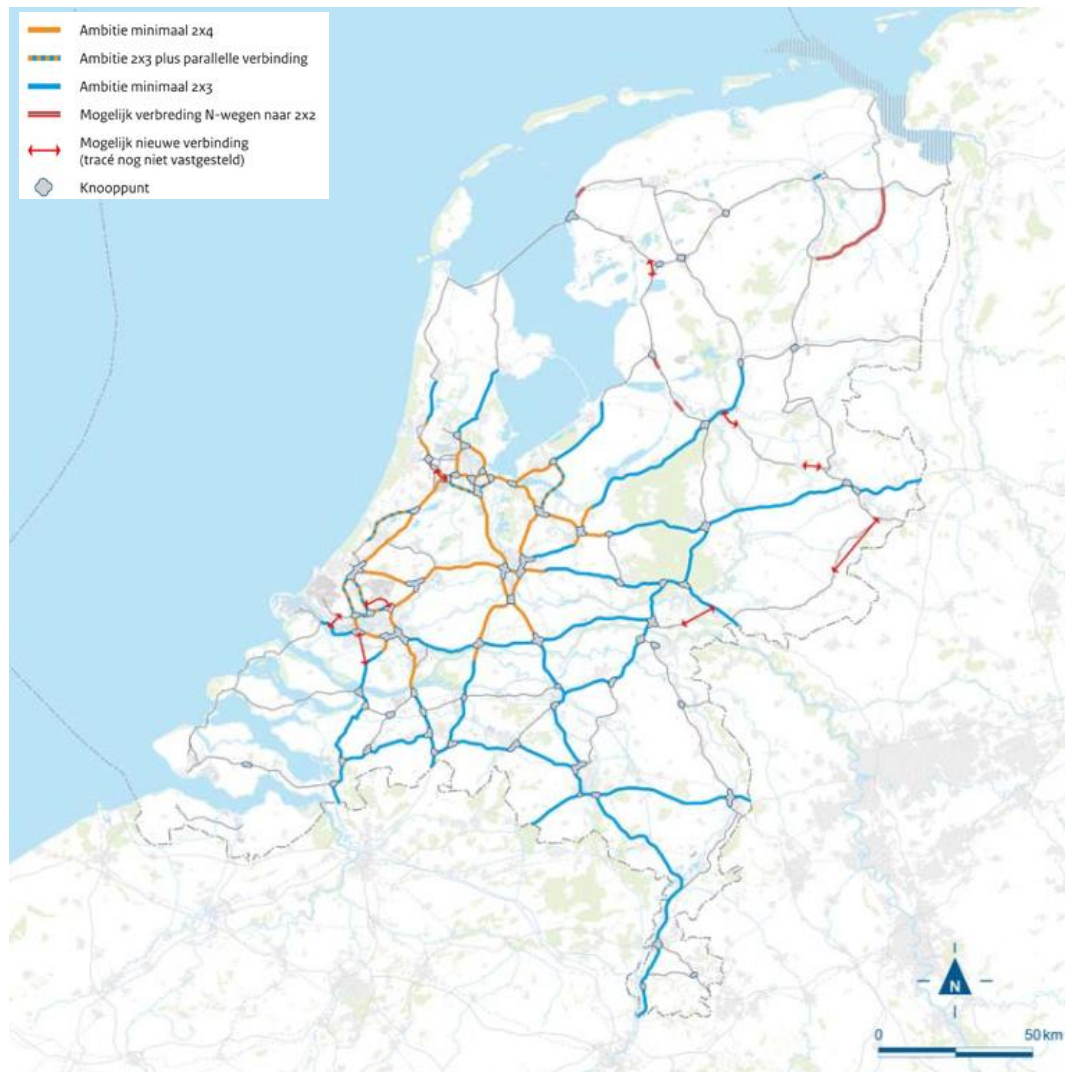 Ambitie minimaal 2x4
Ambitie 2x3 plus parallelle verbinding
Ambitie minimaal 2x3
Mogelijk verbreding N-wegen naar 2x2
Mogelijk nieuwe verbinding
(tracé nog niet vastgesteld)
Knooppunt
N
0 50 km